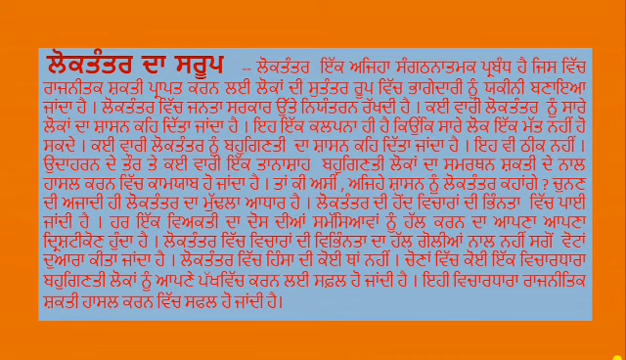 ਲੋਕਤੰਤਰ ਦਾ ਸਰੂਪ -- ਲੋਕਤੰਤਰ ਇੱਕ ਅਜਿਹਾ ਸੰਗਠਨਾਤਮਕ ਪ੍ਰਬੰਧ ਹੈ ਜਿਸ ਵਿੱਚ
ਰਾਜਨੀਤਕ ਸ਼ਕਤੀ ਪ੍ਰਾਪਤ ਕਰਨ ਲਈ ਲੋਕਾਂ ਦੀ ਸੁਤੰਤਰ ਰੂਪ ਵਿੱਚ ਭਾਗੇਦਾਰੀ ਨੂੰ ਯਕੀਨੀ ਬਣਾਇਆ
ਜਾਂਦਾ ਹੈ । ਲੋਕਤੰਤਰ ਵਿੱਚ ਜਨਤਾ ਸਰਕਾਰ ਉੱਤੇ ਨਿਯੰਤਰਨ ਰੱਖਦੀ ਹੈ । ਕਈ ਵਾਰੀ ਲੋਕਤੰਤਰ ਨੂੰ ਸਾਰੇ
ਲੋਕਾਂ ਦਾ ਸ਼ਾਸਨ ਕਹਿ ਦਿੱਤਾ ਜਾਂਦਾ ਹੈ । ਇਹ ਇੱਕ ਕਲਪਨਾ ਹੀ ਹੈ ਕਿਉਂਕਿ ਸਾਰੇ ਲੋਕ ਇੱਕ ਮੱਤ ਨਹੀਂ ਹੋ
ਸਕਦੇ । ਕਈ ਵਾਰੀ ਲੋਕਤੰਤਰ ਨੂੰ ਬਹੁਗਿਣਤੀ ਦਾ ਸ਼ਾਸਨ ਕਹਿ ਦਿੱਤਾ ਜਾਂਦਾ ਹੈ । ਇਹ ਵੀ ਠੀਕ ਨਹੀਂ ।
ਉਦਾਹਰਨ ਦੇ ਤੌਰ ਤੇ ਕਈ ਵਾਰੀ ਇੱਕ ਤਾਨਾਸ਼ਾਹ ਬਹੁਗਿਣਤੀ ਲੋਕਾਂ ਦਾ ਸਮਰਥਨ ਸ਼ਕਤੀ ਦੇ ਨਾਲ
ਹਾਸਲ ਕਰਨ ਵਿੱਚ ਕਾਮਯਾਬ ਹੋ ਜਾਂਦਾ ਹੈ । ਤਾਂ ਕੀ ਅਸੀਂ , ਅਜਿਹੇ ਸ਼ਾਸਨ ਨੂੰ ਲੋਕਤੰਤਰ ਕਹਾਂਗੇ ? ਚੁਨਣ
ਦੀ ਅਜਾਦੀ ਹੀ ਲੋਕਤੰਤਰ ਦਾ ਮੁੱਢਲਾ ਆਧਾਰ ਹੈ । ਲੋਕਤੰਤਰ ਦੀ ਹੋਂਦ ਵਿਚਾਰਾਂ ਦੀ ਭਿੰਨਤਾ ਵਿੱਚ ਪਾਈ
ਜਾਂਦੀ ਹੈ । ਹਰ ਇੱਕ ਵਿਅਕਤੀ ਦਾ ਦੇਸ ਦੀਆਂ ਸਮੱਸਿਆਵਾਂ ਨੂੰ ਹੱਲ ਕਰਨ ਦਾ ਆਪਣਾ ਆਪਣਾ
ਦ੍ਰਿਸ਼ਟੀਕੋਣ ਹੁੰਦਾ ਹੈ । ਲੋਕਤੰਤਰ ਵਿੱਚ ਵਿਚਾਰਾਂ ਦੀ ਵਿਭਿੰਨਤਾ ਦਾ ਹੱਲ ਗੋਲੀਆਂ ਨਾਲ ਨਹੀਂ ਸਗੋਂ ਵੋਟਾਂ
ਦੁਆਰਾ ਕੀਤਾ ਜਾਂਦਾ ਹੈ । ਲੋਕਤੰਤਰ ਵਿੱਚ ਹਿੰਸਾ ਦੀ ਕੋਈ ਥਾਂ ਨਹੀਂ । ਚੋਣਾਂ ਵਿੱਚ ਕੋਈ ਇੱਕ ਵਿਚਾਰਧਾਰਾ
ਬਹੁਗਿਣਤੀ ਲੋਕਾਂ ਨੂੰ ਆਪਣੇ ਪੱਖਵਿੱਚ ਕਰਨ ਲਈ ਸਫ਼ਲ ਹੋ ਜਾਂਦੀ ਹੈ । ਇਹੀ ਵਿਚਾਰਧਾਰਾ ਰਾਜਨੀਤਿਕ
ਸ਼ਕਤੀ ਹਾਸਲ ਕਰਨ ਵਿੱਚ ਸਫਲ ਹੋ ਜਾਂਦੀ ਹੈ।